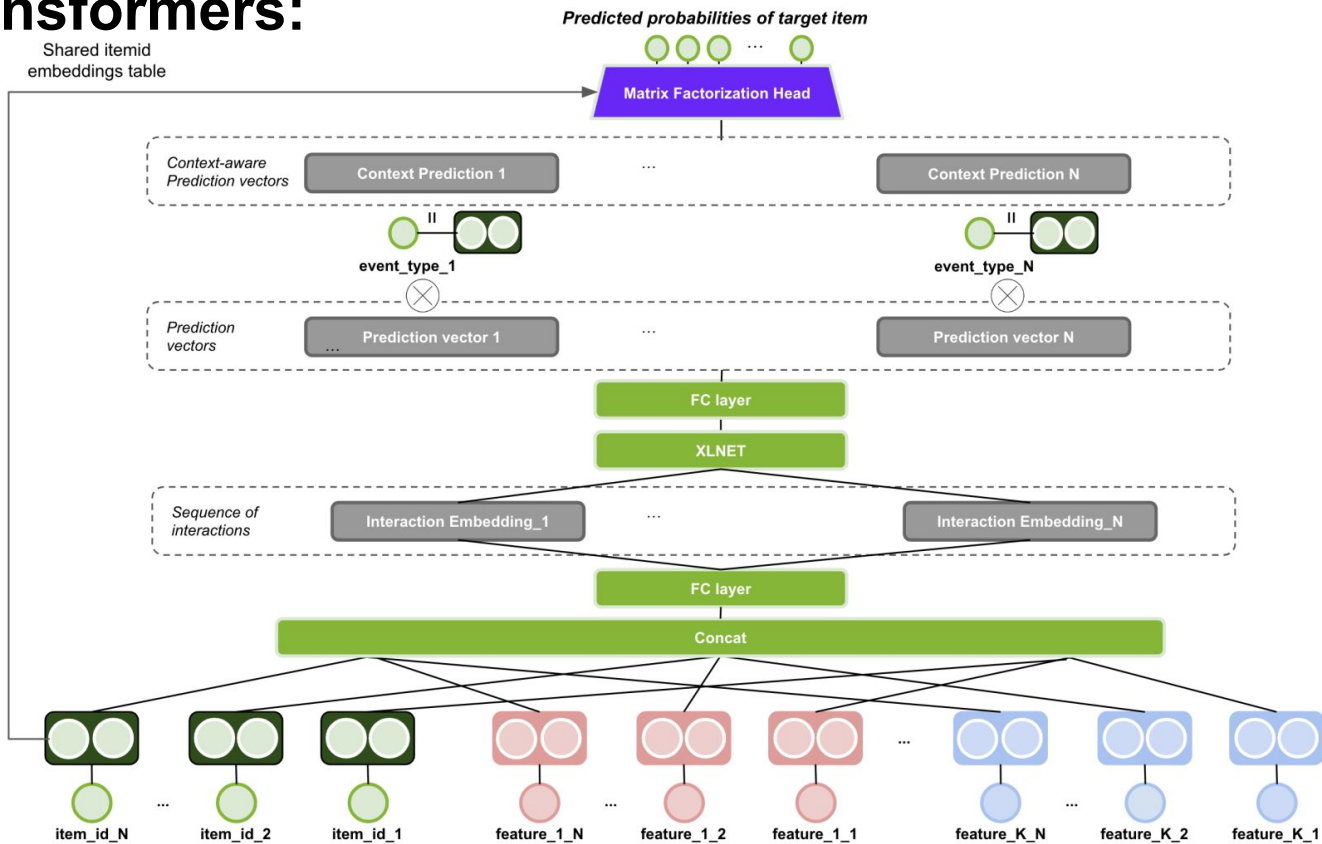 nsformers:
Predicted probabilities of target item
Shared itemid
embeddings table
...
Matrix Factorization Head
Context-aware
Prediction vectors
Context Prediction 1
...
Context Prediction N
=
=
event_type_1
event_type_N
Prediction
vectors
Prediction vector 1
...
...
Prediction vector N
FC layer
XLNET
Sequence of
interactions
Interaction Embedding_1
...
Interaction Embedding_N
FC layer
Concat
...
... ... ...
item_id_N item_id_2 item_id_1 feature_1_N feature_1_2 feature_1_1 feature_K_N feature_K_2 feature_K_1